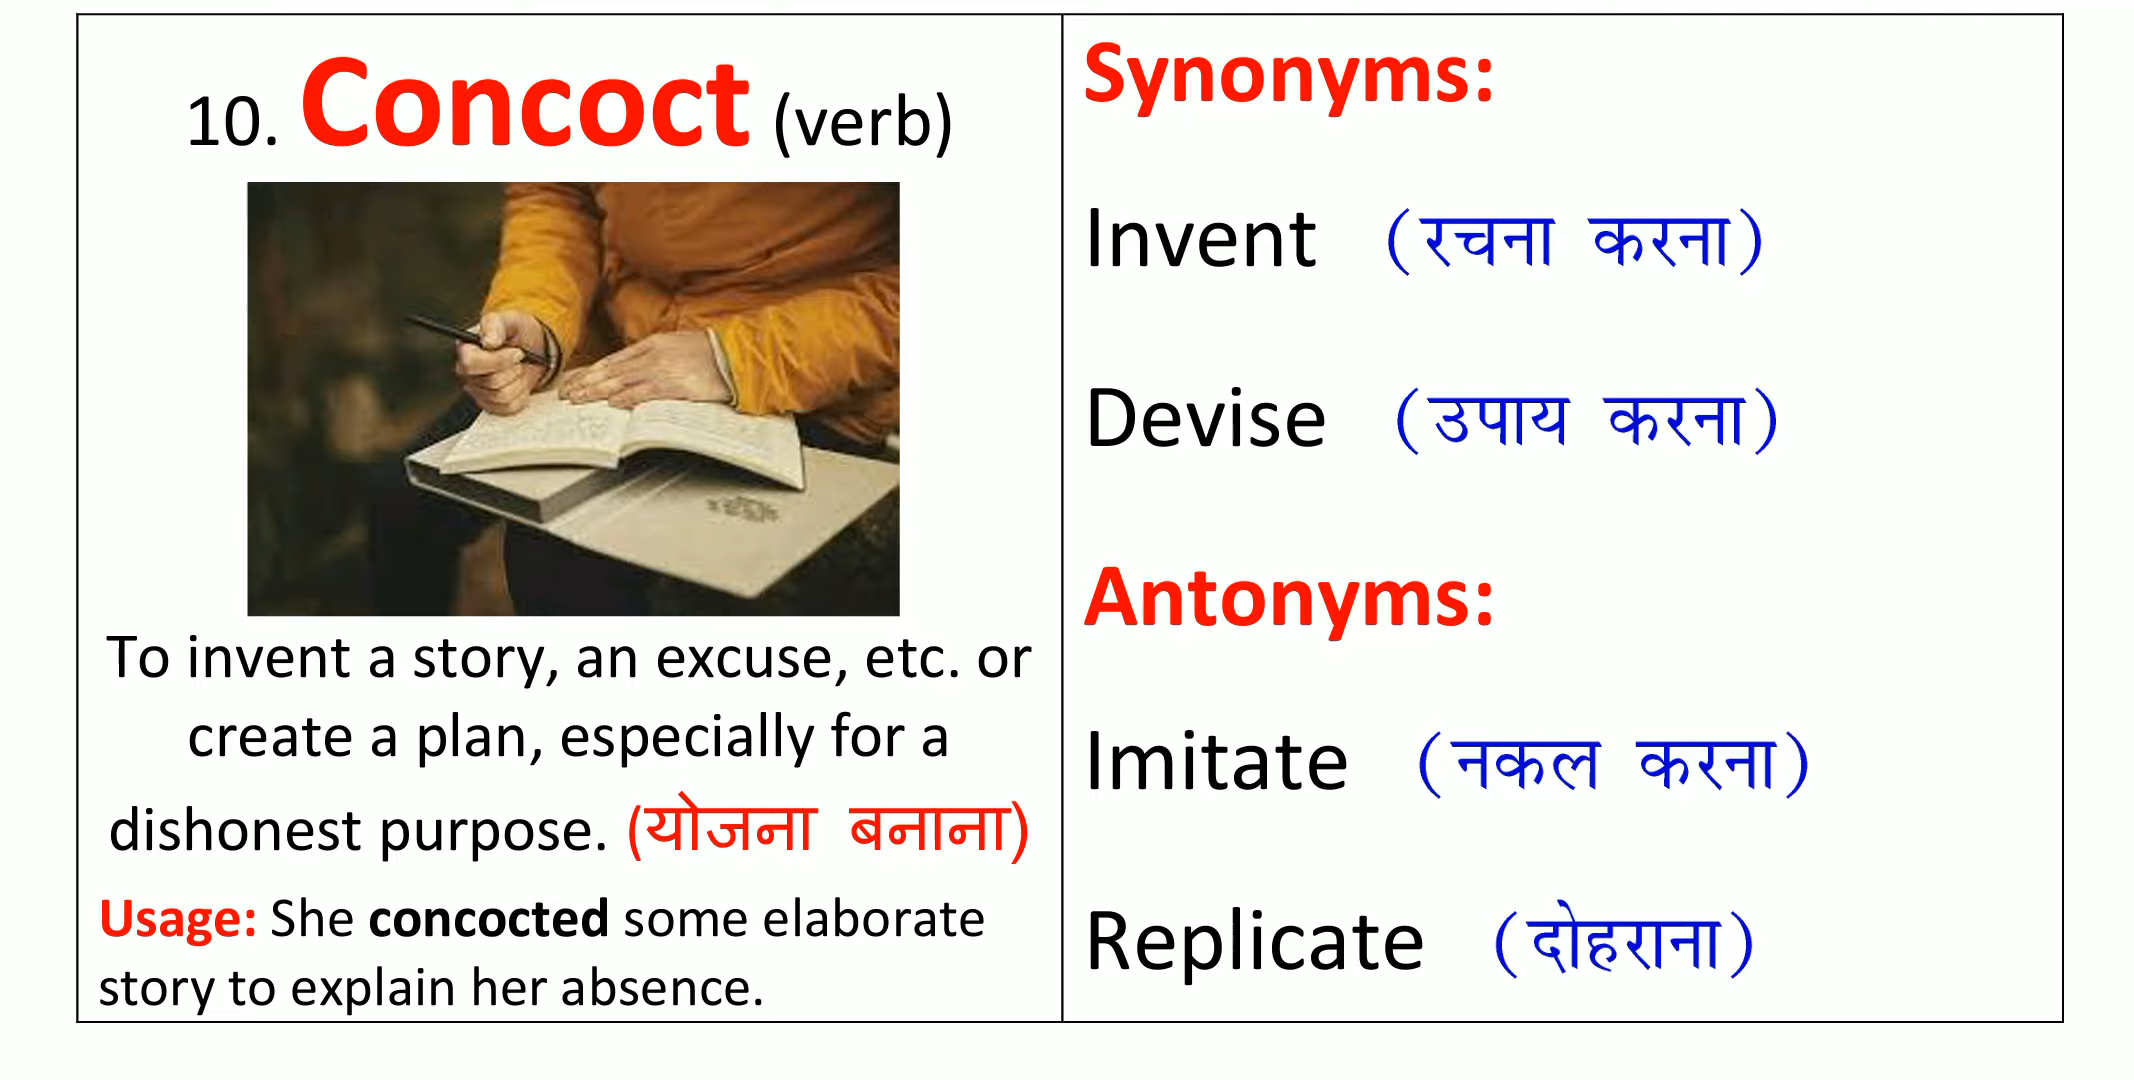 10. Concoct (verb)
To invent a story, an excuse, etc. or
create a plan, especially for a
dishonest purpose. (योजना बनाना)
Usage: She concocted some elaborate
story to explain her absence.
Synonyms:
Invent (रचना करना)
Devise (उपाय करना)
Antonyms:
Imitate (नकल करना)
Replicate (दोहराना)